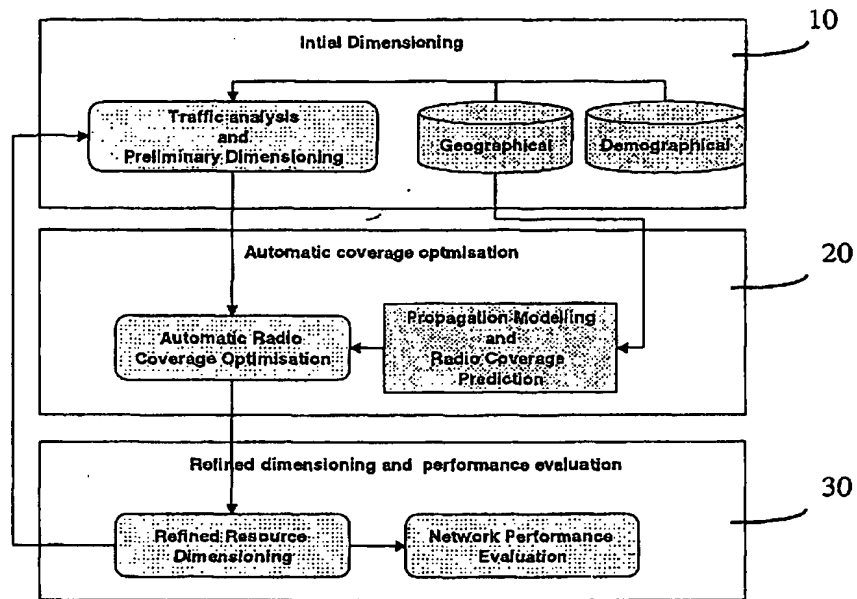 10
Intial Dimensioning
Traffic analysis
and
Preliminary Dimensioning
Geographical
Demographical
20
Automatic coverage optmisation
Automatic Radio
Coverage Optimisation
Propagation Modelling
and
Radio Coverage
Prediction
30
Refined dimensioning and performance evaluation
Refined Resource
Dimensioning
Network Performance
Evaluation